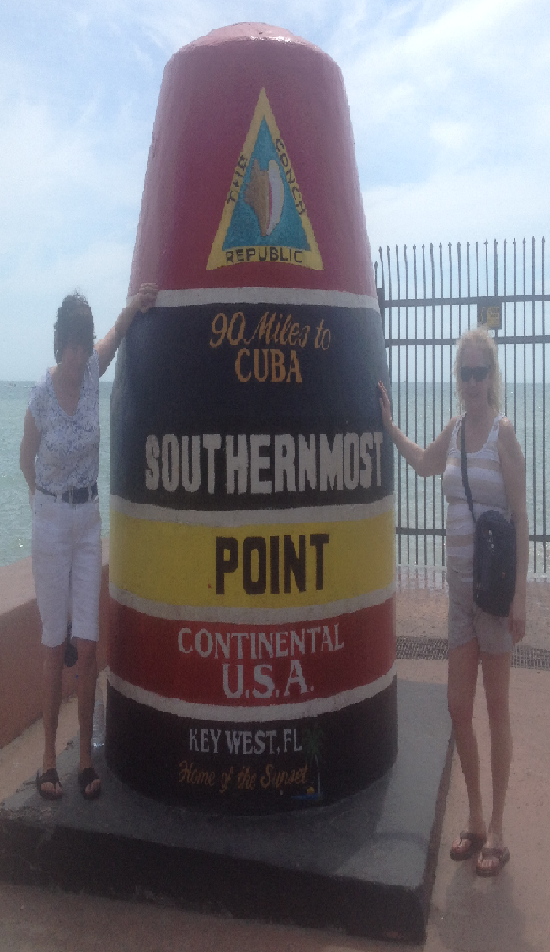 THE CONCH
REPUBLIC
90 Miles to
CUBA
SOUTHERNMOST
POINT
CONTINENTAL
U.S.A.
KEY WEST, FL
Home of the Sunset